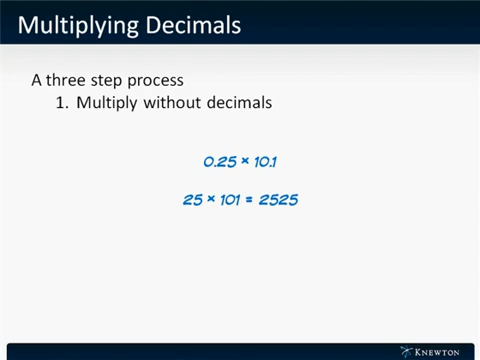 Multiplying Decimals
A three step process
1. Multiply without decimals
0.25 × 10.1
25 × 101 = 2525
KNEWTON